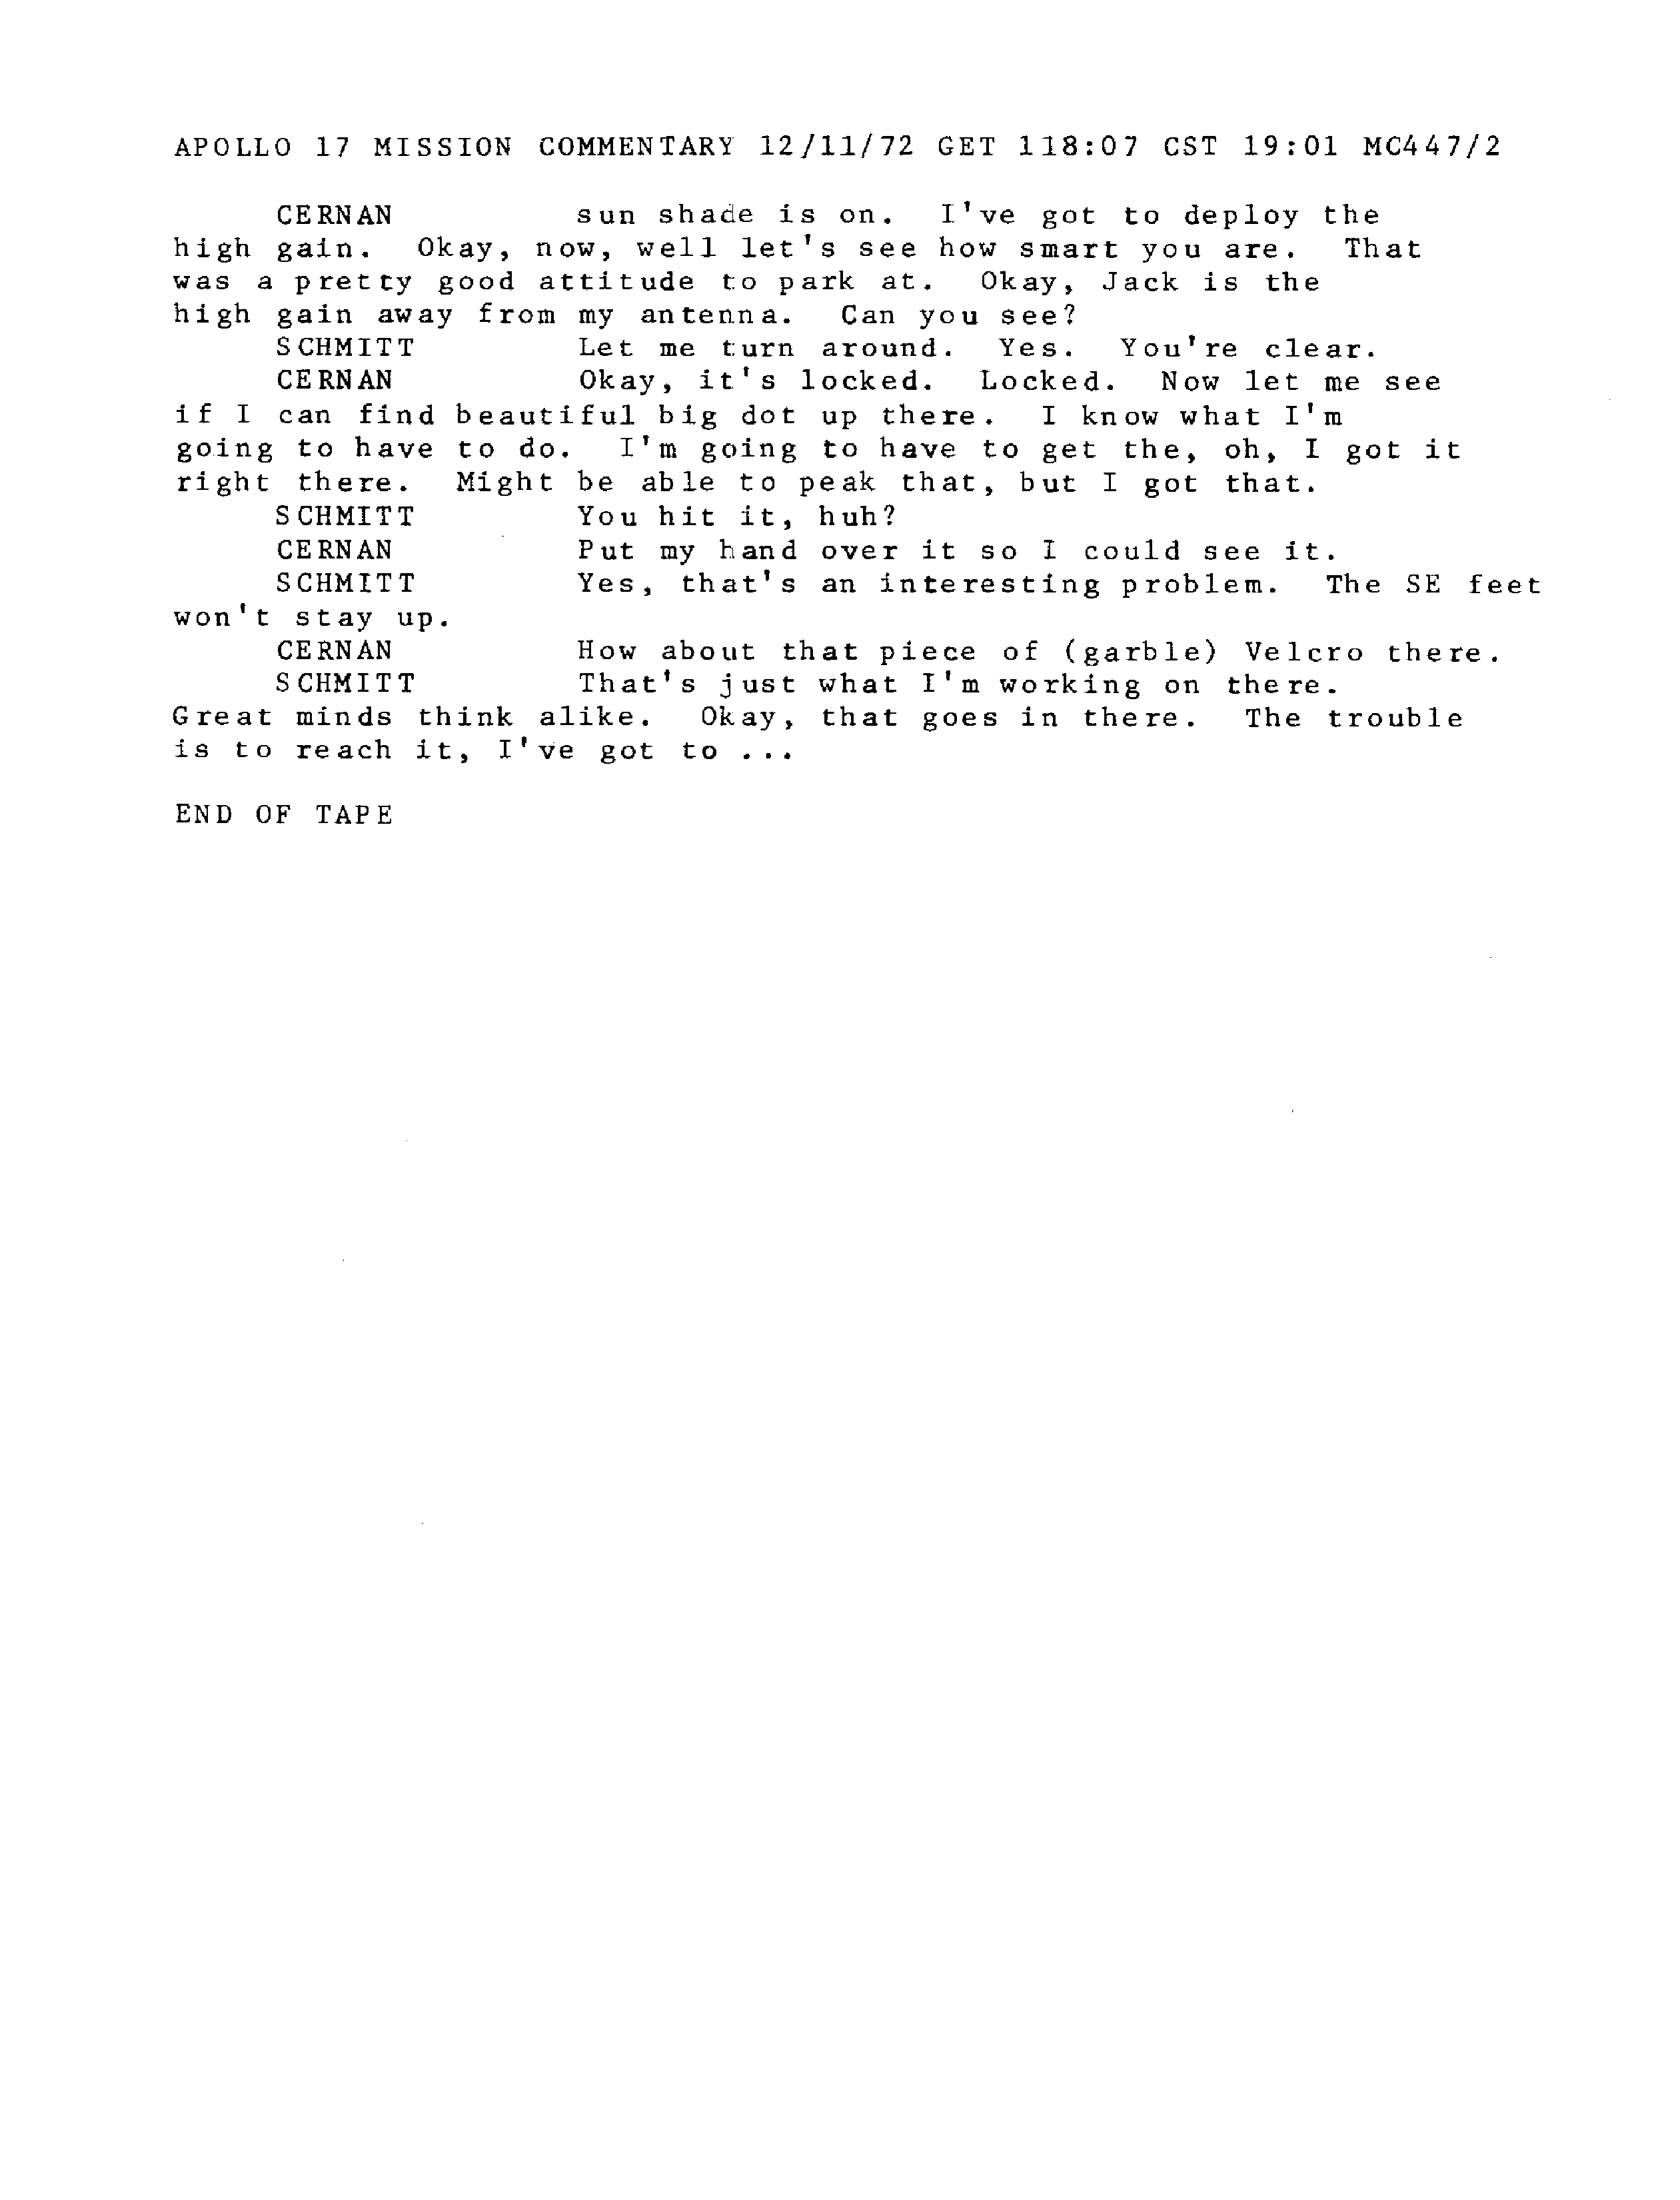 APOLLO 17 MISSION COMMENTARY 12/11/72 GET 118:07 CST 19:01 MC447/2
CERNAN sun shade is on. I've got to deploy the
high gain. Okay, now, well let's see how smart you are. That
was a pretty good attitude to park at. Okay, Jack is the
high gain away from my antenna. Can you see?
SCHMITT Let me turn around. Yes. You're clear.
CERNAN Okay, it's locked. Locked. Now let me see
if I can find beautiful big dot up there. I know what I'm
going to have to do. I'm going to have to get the, oh, I got it
right there. Might be able to peak that, but I got that.
SCHMITT You hit it, huh?
CERNAN Put my hand over it so I could see it.
SCHMITT Yes, that's an interesting problem. The SE feet
won't stay up.
CERNAN How about that piece of (garble) Velcro there.
SCHMITT That's just what I'm working on there.
Great minds think alike. Okay, that goes in there. The trouble
is to reach it, I've got to ...
END OF TAPE